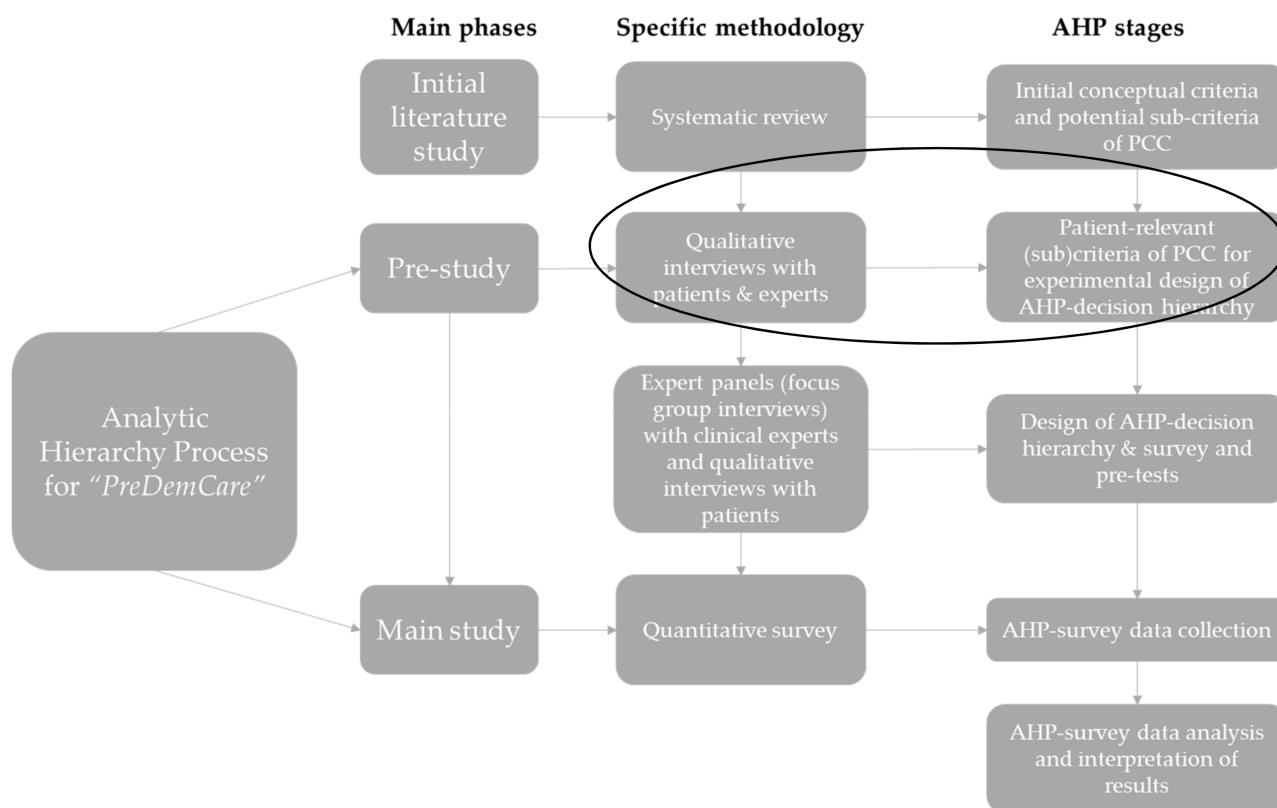 Main phases
Specific methodology
AHP stages
Initial
literature
study
Systematic review
Initial conceptual criteria
and potential sub-criteria
of PCC
Pre-study
Qualitative
interviews with
patients & experts
Patient-relevant
(sub)criteria of PCC for
experimental design of
AHP-decision hierarchy
Analytic
Hierarchy Process
for “PreDemCare”
Expert panels (focus
group interviews)
with clinical experts
and qualitative
interviews with
patients
Design of AHP-decision
hierarchy & survey and
pre-tests
Main study
Quantitative survey
AHP-survey data collection
AHP-survey data analysis
and interpretation of
results